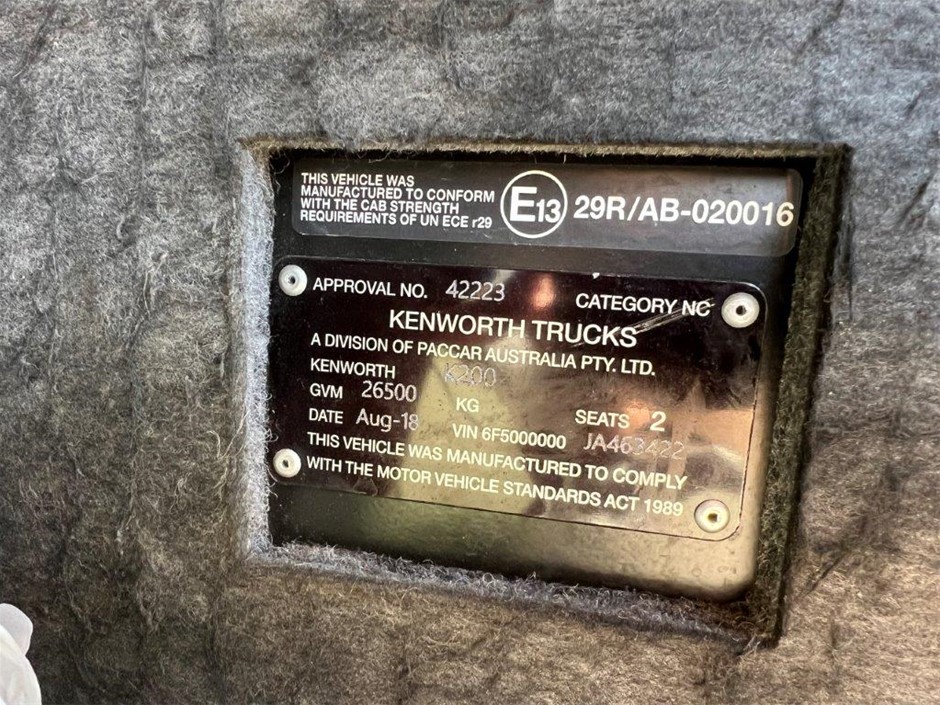 THIS VEHICLE WAS
MANUFACTURED TO CONFORM
WITH THE CAB STRENGTH
REQUIREMENTS OF UN ECE r29
E13 29R/AB-020016
APPROVAL NO. 42223 CATEGORY NC
KENWORTH TRUCKS
A DIVISION OF PACCAR AUSTRALIA PTY. LTD.
KENWORTH K200
GVM 26500 KG SEATS 2
DATE Aug-18 VIN 6F5000000 JA463422
THIS VEHICLE WAS MANUFACTURED TO COMPLY
WITH THE MOTOR VEHICLE STANDARDS ACT 1989